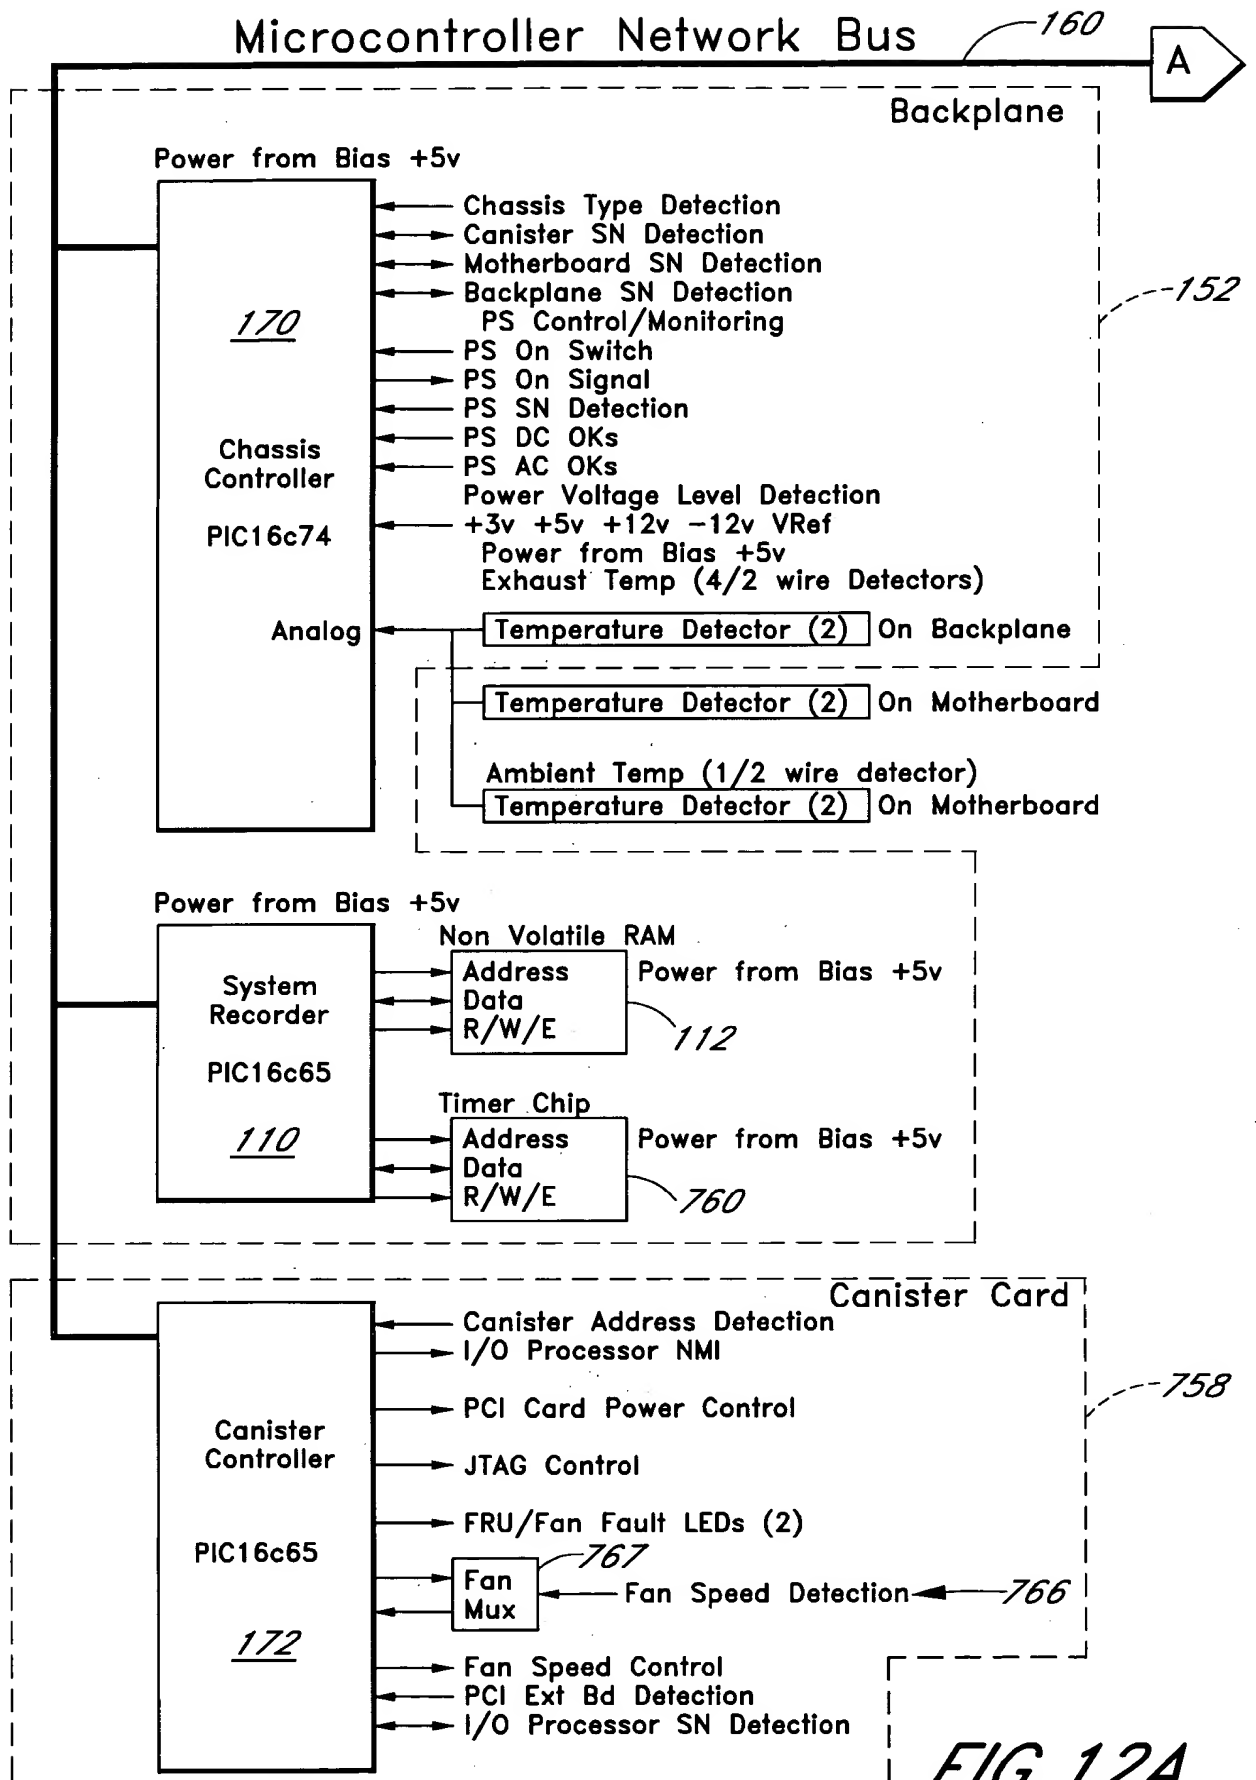 Microcontroller Network Bus
160
A
Backplane
Power from Bias +5v
Chassis Type Detection
Canister SN Detection
Motherboard SN Detection
Backplane SN Detection
152
170
PS Control/Monitoring
PS On Switch
PS On Signal
PS SN Detection
PS DC OKs
PS AC OKs
Chassis
Controller
PIC16c74
Power Voltage Level Detection
+3v +5v +12v -12v VRef
Power from Bias +5v
Exhaust Temp (4/2 wire Detectors)
Analog
Temperature Detector (2) On Backplane
Temperature Detector (2) On Motherboard
Ambient Temp (1/2 wire detector)
Temperature Detector (2) On Motherboard
Power from Bias +5v
Non Volatile RAM
System
Recorder
PIC16c65
110
Address
Data
R/W/E
Power from Bias +5v
112
Timer Chip
Address
Data
R/W/E
Power from Bias +5v
760
Canister Card
Canister Address Detection
I/O Processor NMI
758
PCI Card Power Control
Canister
Controller
JTAG Control
FRU/Fan Fault LEDs (2)
PIC16c65
767
Fan
Mux
Fan Speed Detection
766
172
Fan Speed Control
PCI Ext Bd Detection
I/O Processor SN Detection
FIG. 12A